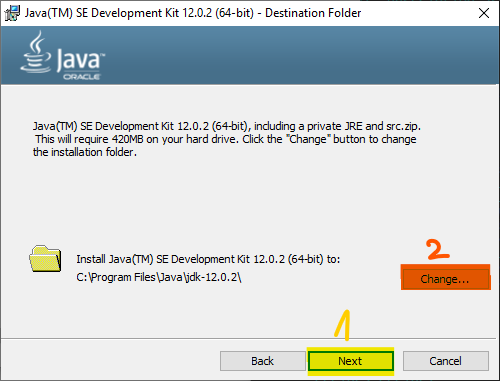 Java(TM) SE Development Kit 12.0.2 (64-bit) - Destination Folder
Java
ORACLE
Java(TM) SE Development Kit 12.0.2 (64-bit), including a private JRE and src.zip.
This will require 420MB on your hard drive. Click the "Change" button to change
the installation folder.
Install Java(TM) SE Development Kit 12.0.2 (64-bit) to:
C:\Program Files\Java\jdk-12.0.2\
2
Change...
1
Back
Next
Cancel